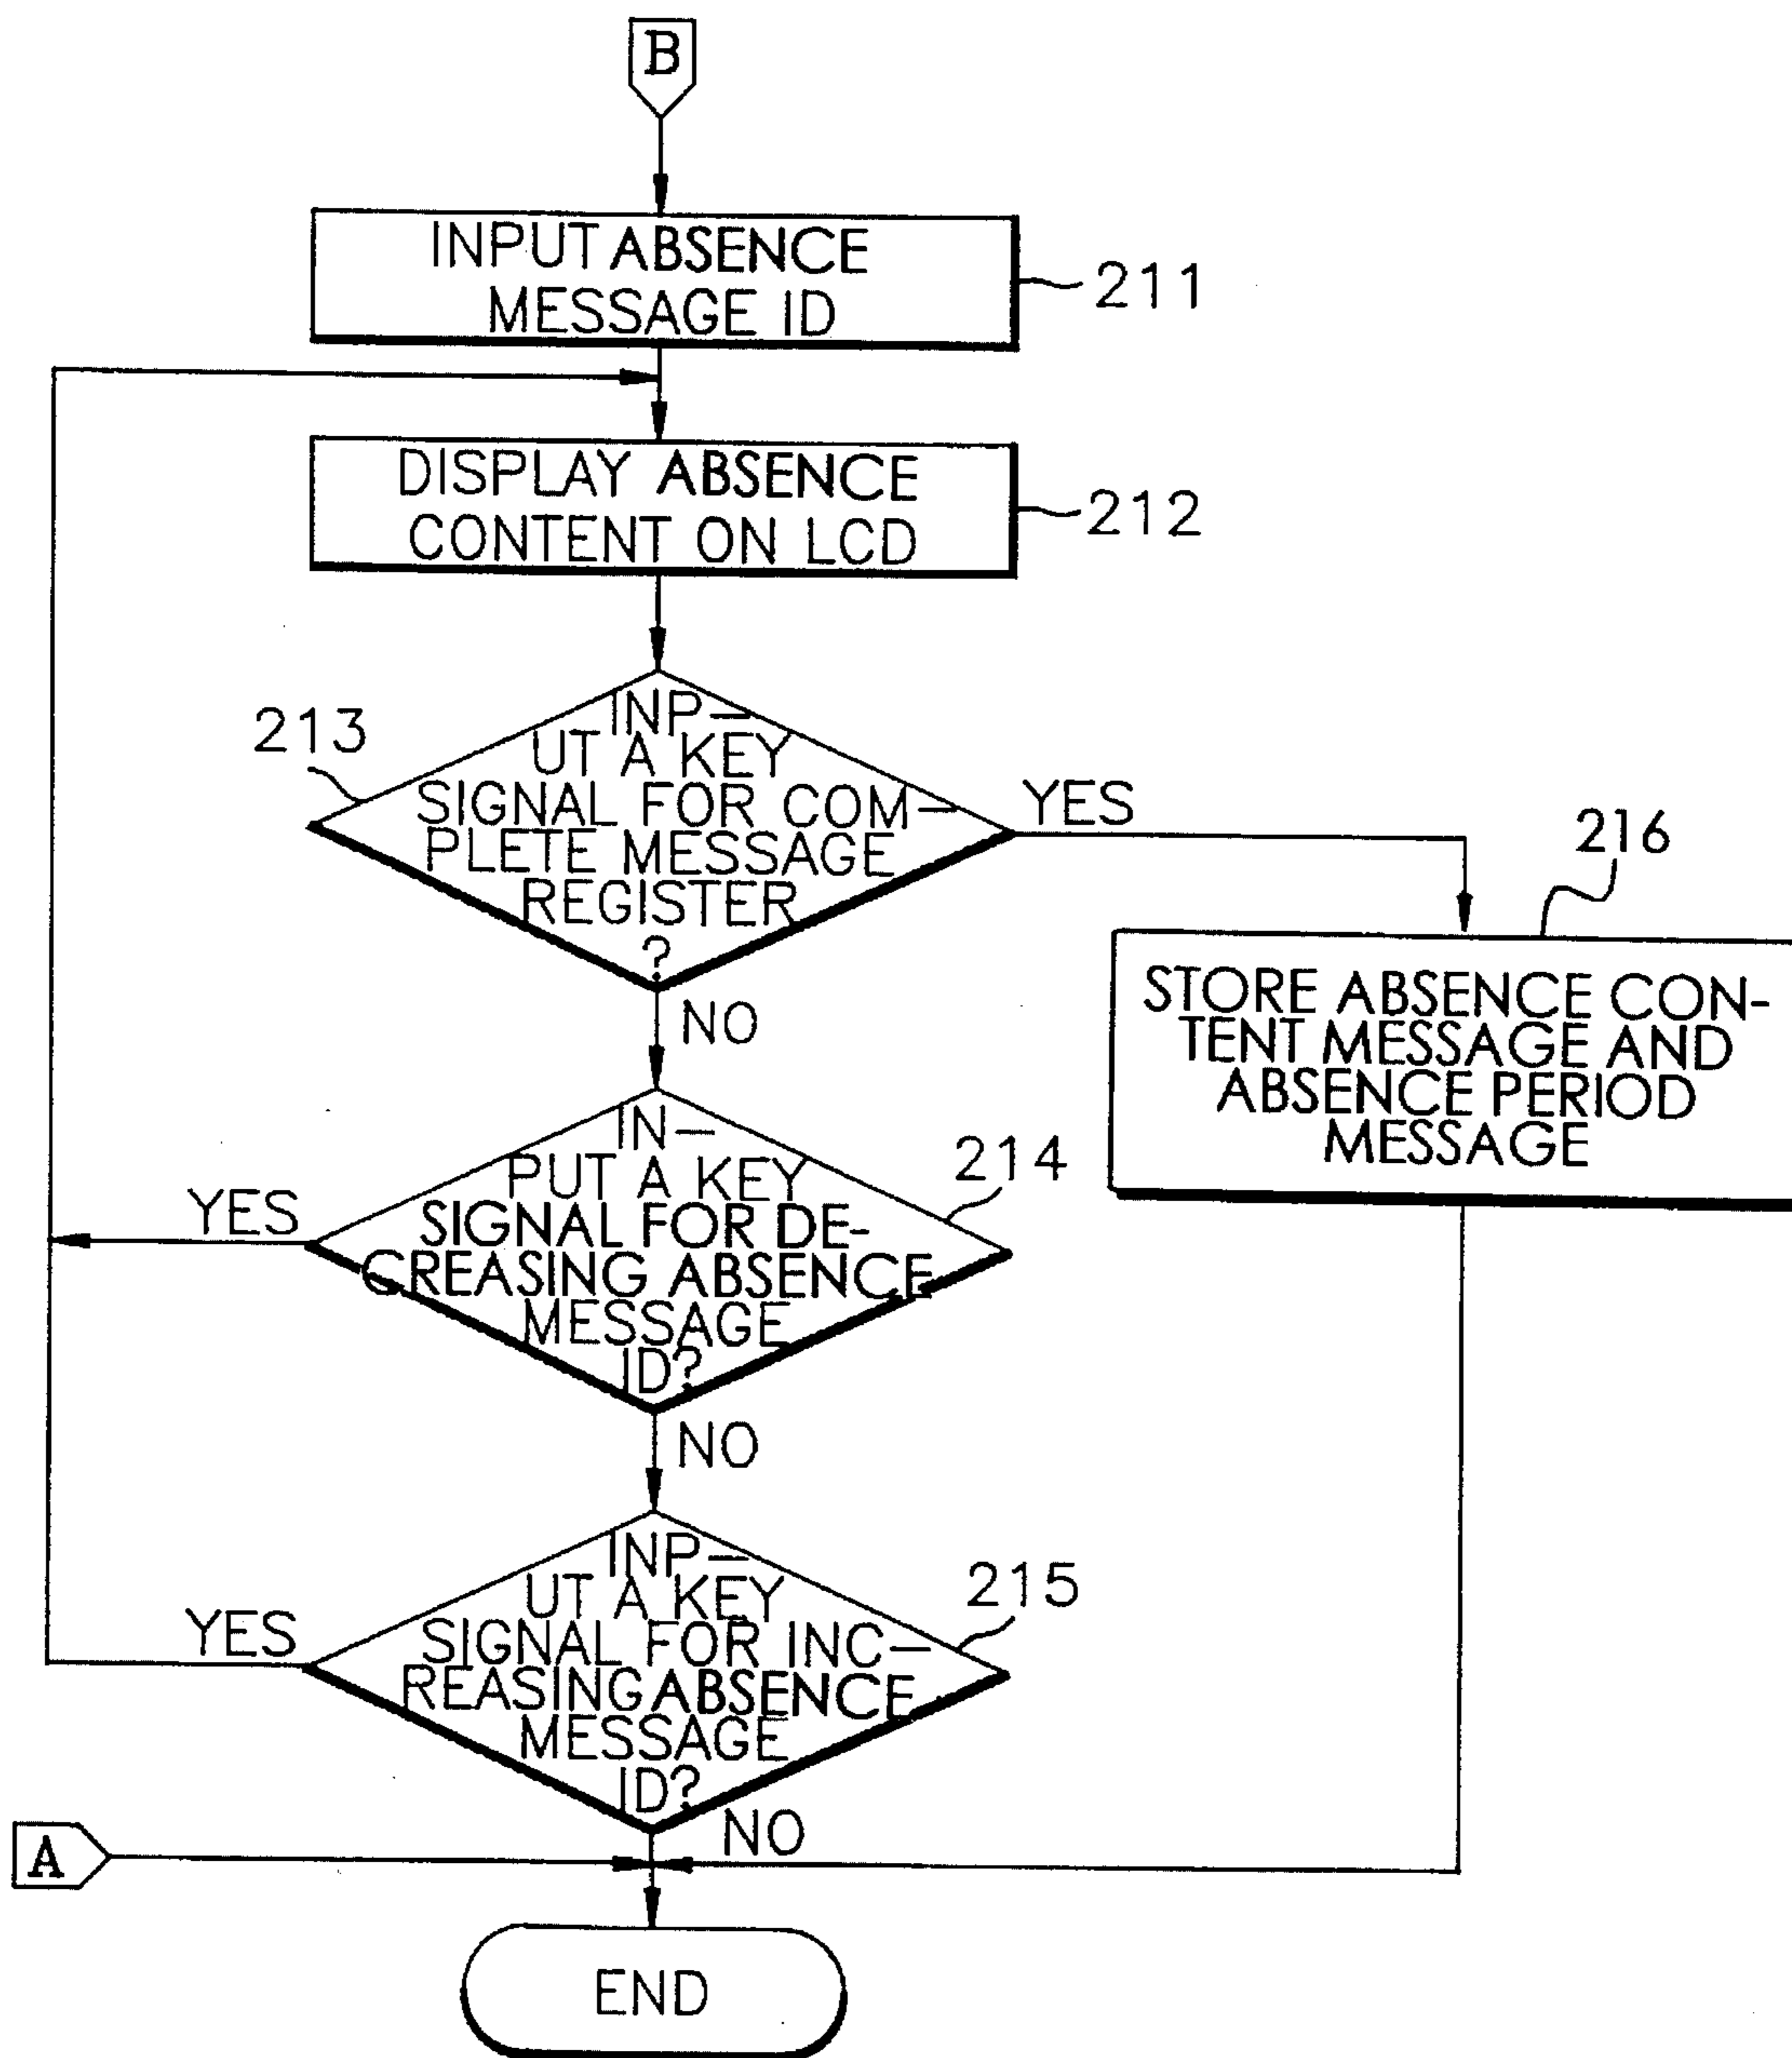 B
INPUT ABSENCE
MESSAGE ID
211
DISPLAY ABSENCE
CONTENT ON LCD
212
213
INP-
UT A KEY
SIGNAL FOR COM-
PLETE MESSAGE
REGISTER
?
YES
NO
216
STORE ABSENCE CON-
TENT MESSAGE AND
ABSENCE PERIOD
MESSAGE
214
IN-
PUT A KEY
SIGNAL FOR DE-
CREASING ABSENCE
MESSAGE
ID?
YES
NO
215
INP-
UT A KEY
SIGNAL FOR INC-
REASING ABSENCE
MESSAGE
ID?
YES
NO
A
END